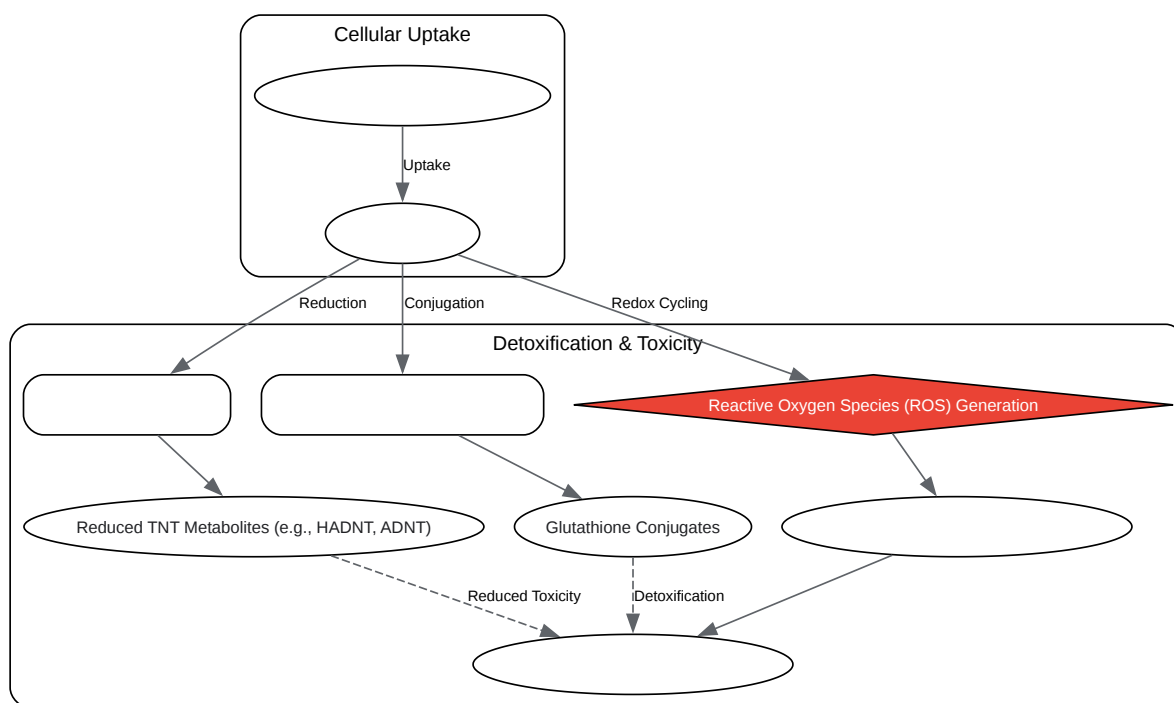 Cellular Uptake
Uptake
Reduction
Conjugation
Redox Cycling
Detoxification & Toxicity
Reactive Oxygen Species (ROS) Generation
Reduced TNT Metabolites (e.g., HADNT, ADNT)
Glutathione Conjugates
Reduced Toxicity
Detoxification